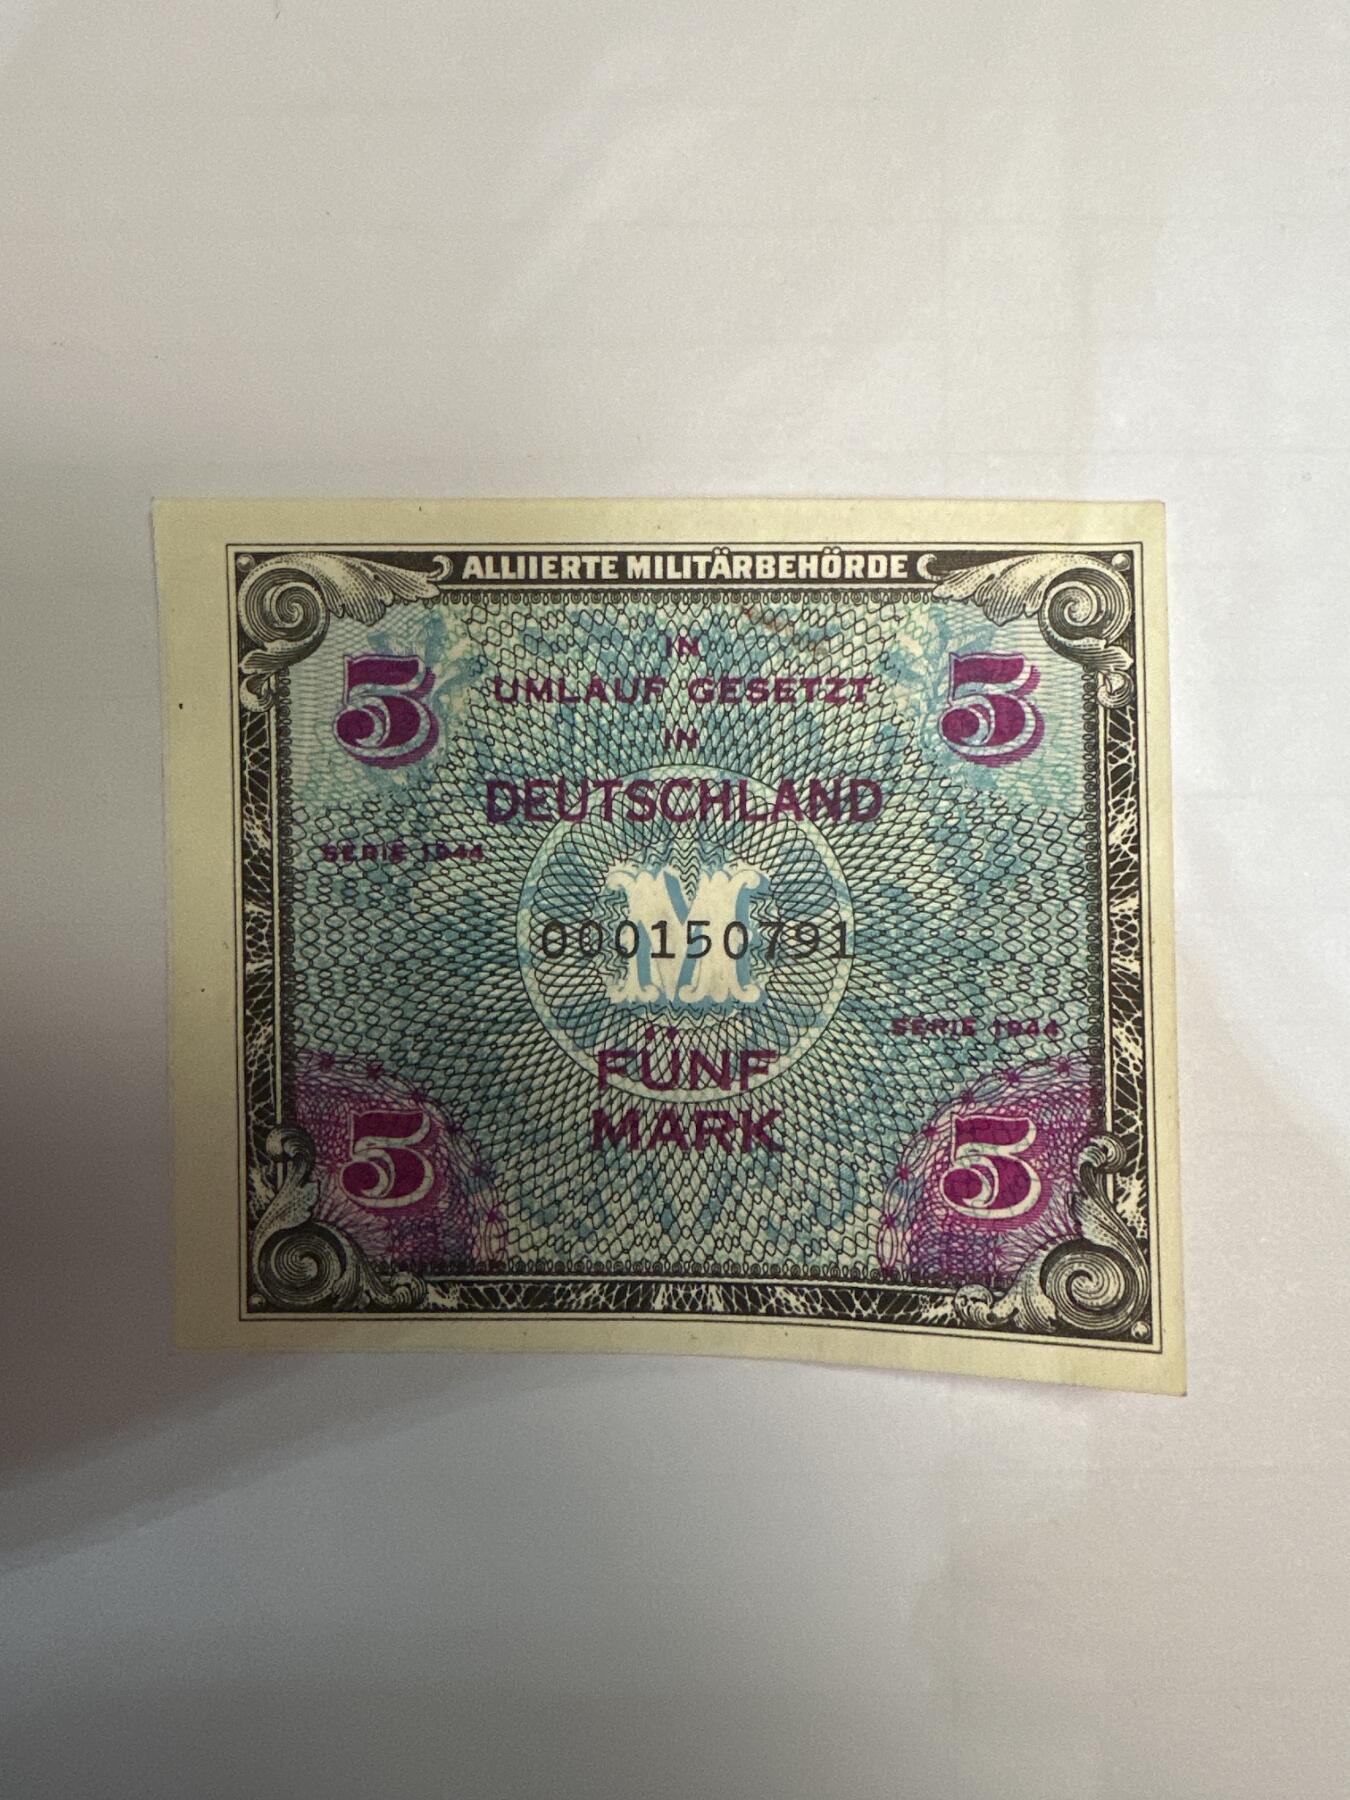 ALLIIERTE MILITÄRBEHÖRDE
IN
5 UMLAUF GESETZT 5
IN
DEUTSCHLAND
SERIE 1944
M
000150791
SERIE 1944
FÜNF
5 MARK 5